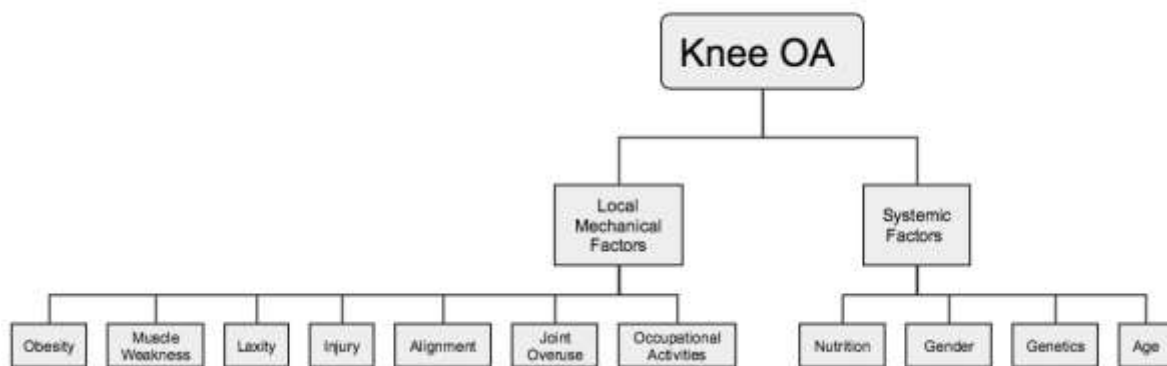 Knee OA
Local
Mechanical
Factors
Systemic
Factors
Obesity
Muscle
Weakness
Laxity
Injury
Alignment
Joint
Overuse
Occupational
Activities
Nutrition
Gender
Genetics
Age